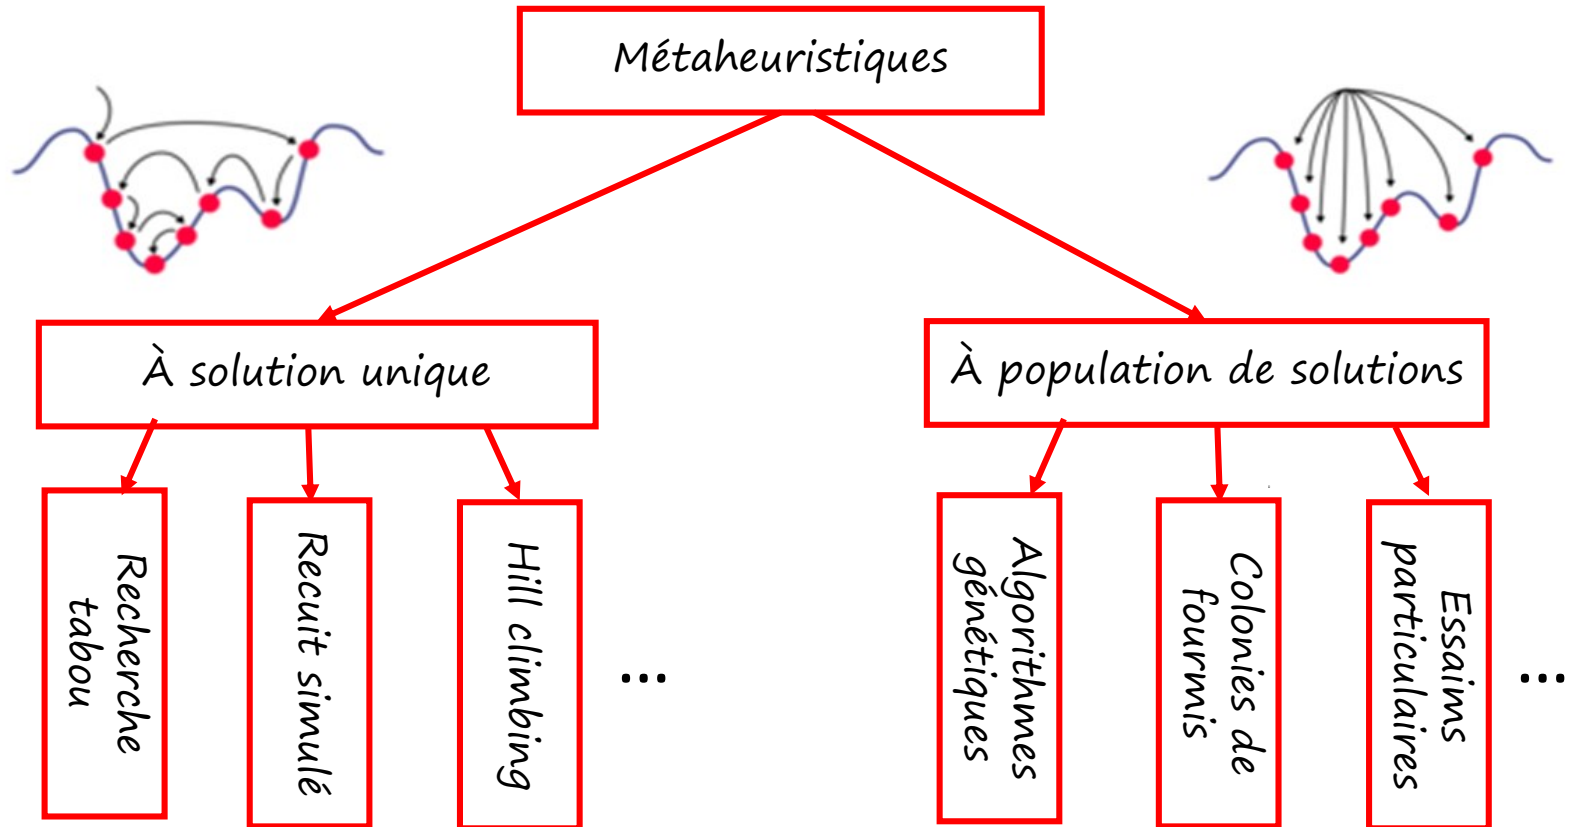 Métaheuristiques
À solution unique
À population de solutions
Recherche
tabou
Recuit simulé
Hill climbing
...
Algorithmes
génétiques
Colonies de
fourmis
Essaims
particulaires
...